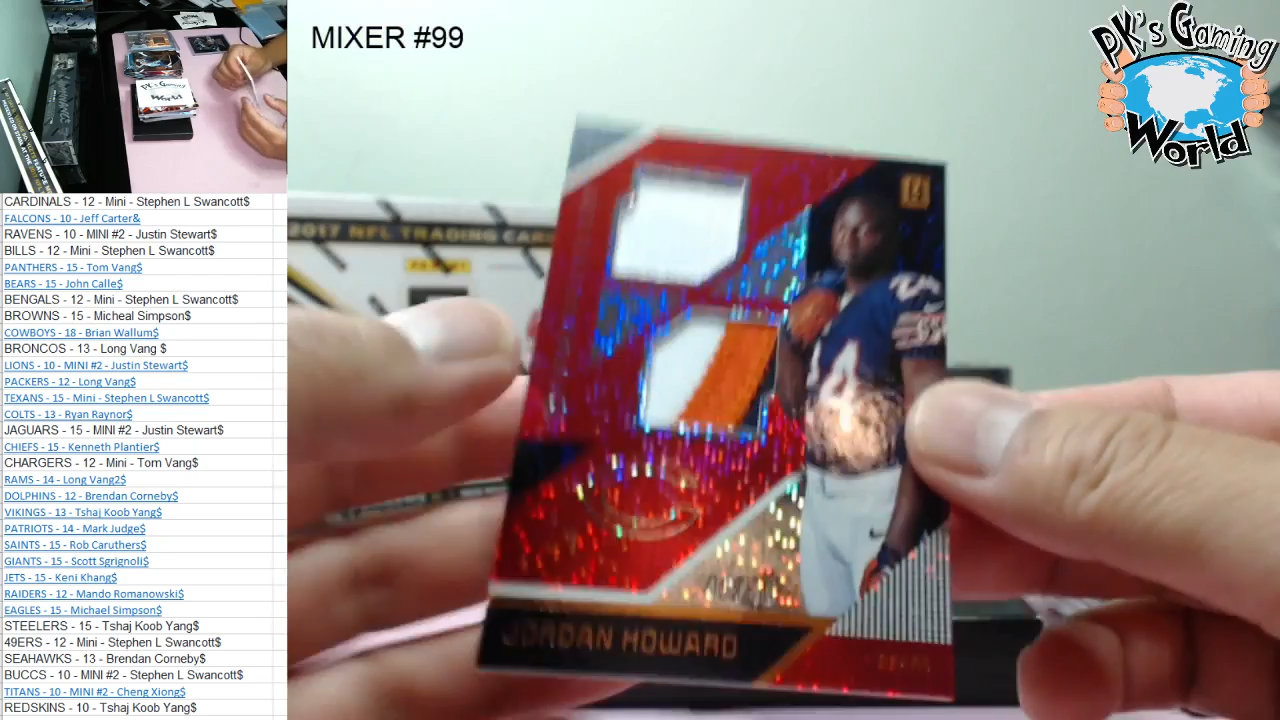 MIXER #99
PK's Gaming World
CARDINALS - 12 - Mini - Stephen L Swancott$
FALCONS - 10 - Jeff Carter&
RAVENS - 10 - MINI #2 - Justin Stewart$
BILLS - 12 - Mini - Stephen L Swancott$
PANTHERS - 15 - Tom Vang$
BEARS - 15 - John Calle$
BENGALS - 12 - Mini - Stephen L Swancott$
BROWNS - 15 - Micheal Simpson$
COWBOYS - 18 - Brian Wallum$
BRONCOS - 13 - Long Vang $
LIONS - 10 - MINI #2 - Justin Stewart$
PACKERS - 12 - Long Vang$
TEXANS - 15 - Mini - Stephen L Swancott$
COLTS - 13 - Ryan Raynor$
JAGUARS - 15 - MINI #2 - Justin Stewart$
CHIEFS - 15 - Kenneth Plantier$
CHARGERS - 12 - Mini - Tom Vang$
RAMS - 14 - Long Vang2$
DOLPHINS - 12 - Brendan Corneby$
VIKINGS - 13 - Tshaj Koob Yang$
PATRIOTS - 14 - Mark Judge$
SAINTS - 15 - Rob Caruthers$
GIANTS - 15 - Scott Sgrignoli$
JETS - 15 - Keni Khang$
RAIDERS - 12 - Mando Romanowski$
EAGLES - 15 - Michael Simpson$
STEELERS - 15 - Tshaj Koob Yang$
49ERS - 12 - Mini - Stephen L Swancott$
SEAHAWKS - 13 - Brendan Corneby$
BUCCS - 10 - MINI #2 - Stephen L Swancott$
TITANS - 10 - MINI #2 - Cheng Xiong$
REDSKINS - 10 - Tshaj Koob Yang$
2017 NFL TRADING CAR
PANINI
24
JORDAN HOWARD
PK's Gaming
World